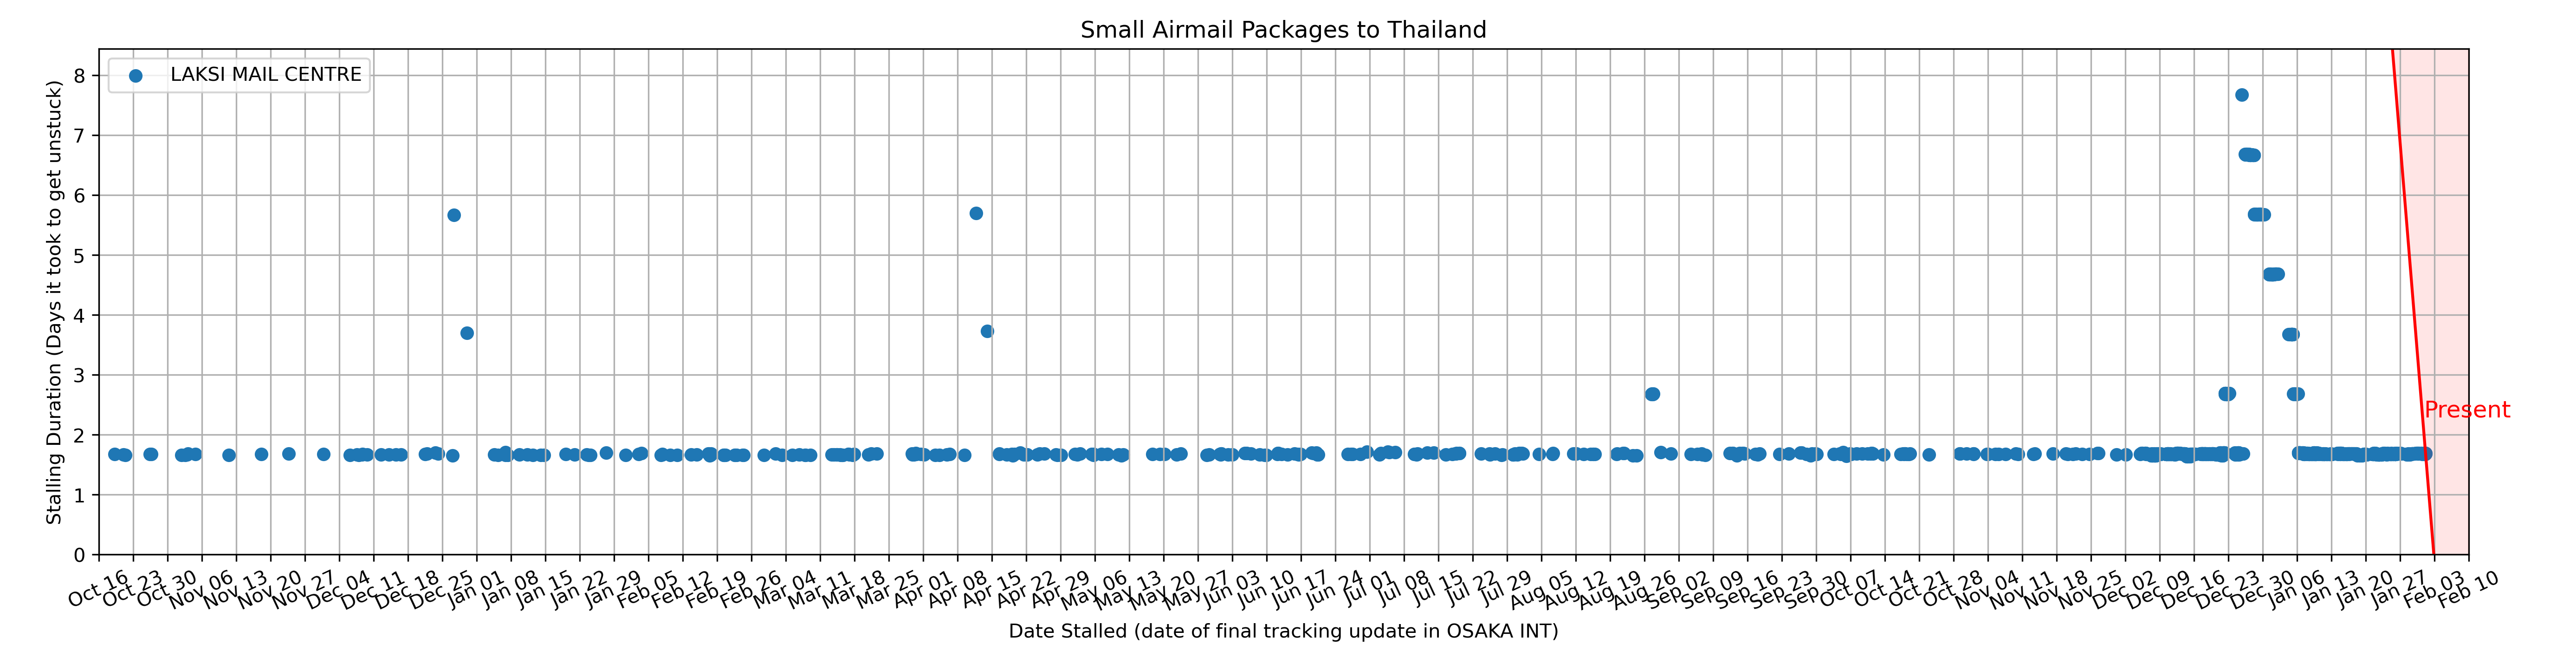 Small Airmail Packages to Thailand
LAKSI MAIL CENTRE
Stalling Duration (Days it took to get unstuck)
8
7
6
5
4
3
2
1
0
Present
Oct 16 Oct 23 Oct 30 Nov 06 Nov 13 Nov 20 Nov 27 Dec 04 Dec 11 Dec 18 Dec 25 Jan 01 Jan 08 Jan 15 Jan 22 Jan 29 Feb 05 Feb 12 Feb 19 Feb 26 Mar 04 Mar 11 Mar 18 Mar 25 Apr 01 Apr 08 Apr 15 Apr 22 Apr 29 May 06 May 13 May 20 May 27 Jun 03 Jun 10 Jun 17 Jun 24 Jul 01 Jul 08 Jul 15 Jul 22 Jul 29 Aug 05 Aug 12 Aug 19 Aug 26 Sep 02 Sep 09 Sep 16 Sep 23 Sep 30 Oct 07 Oct 14 Oct 21 Oct 28 Nov 04 Nov 11 Nov 18 Nov 25 Dec 02 Dec 09 Dec 16 Dec 23 Dec 30 Jan 06 Jan 13 Jan 20 Jan 27 Feb 03 Feb 10
Date Stalled (date of final tracking update in OSAKA INT)